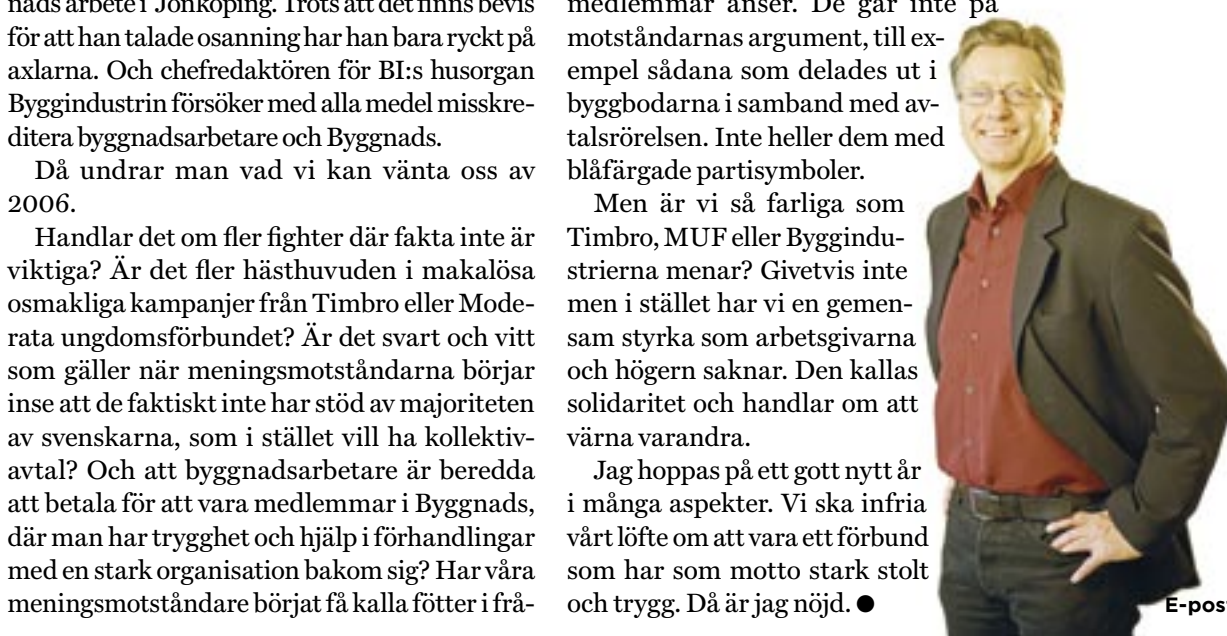 nads arbete i Jönköping. Trots att det finns bevis
för att han talade osanning har han bara ryckt på
axlarna. Och chefredaktören för BI:s husorgan
Byggindustrin försöker med alla medel misskre-
ditera byggnadsarbetare och Byggnads.
Då undrar man vad vi kan vänta oss av
2006.
Handlar det om fler fighter där fakta inte är
viktiga? Är det fler hästhuvuden i makalösa
osmakliga kampanjer från Timbro eller Mode-
rata ungdomsförbundet? Är det svart och vitt
som gäller när meningsmotståndarna börjar
inse att de faktiskt inte har stöd av majoriteten
av svenskarna, som i stället vill ha kollektiv-
avtal? Och att byggnadsarbetare är beredda
att betala för att vara medlemmar i Byggnads,
där man har trygghet och hjälp i förhandlingar
med en stark organisation bakom sig? Har våra
meningsmotståndare börjat få kalla fötter i frå-
medlemmar anser. De går inte på
motståndarnas argument, till ex-
empel sådana som delades ut i
byggbodarna i samband med av-
talsrörelsen. Inte heller dem med
blåfärgade partisymboler.
Men är vi så farliga som
Timbro, MUF eller Byggindu-
strierna menar? Givetvis inte
men i stället har vi en gemen-
sam styrka som arbetsgivarna
och högern saknar. Den kallas
solidaritet och handlar om att
värna varandra.
Jag hoppas på ett gott nytt år
i många aspekter. Vi ska infria
vårt löfte om att vara ett förbund
som har som motto stark stolt
och trygg. Då är jag nöjd. ●
E-post